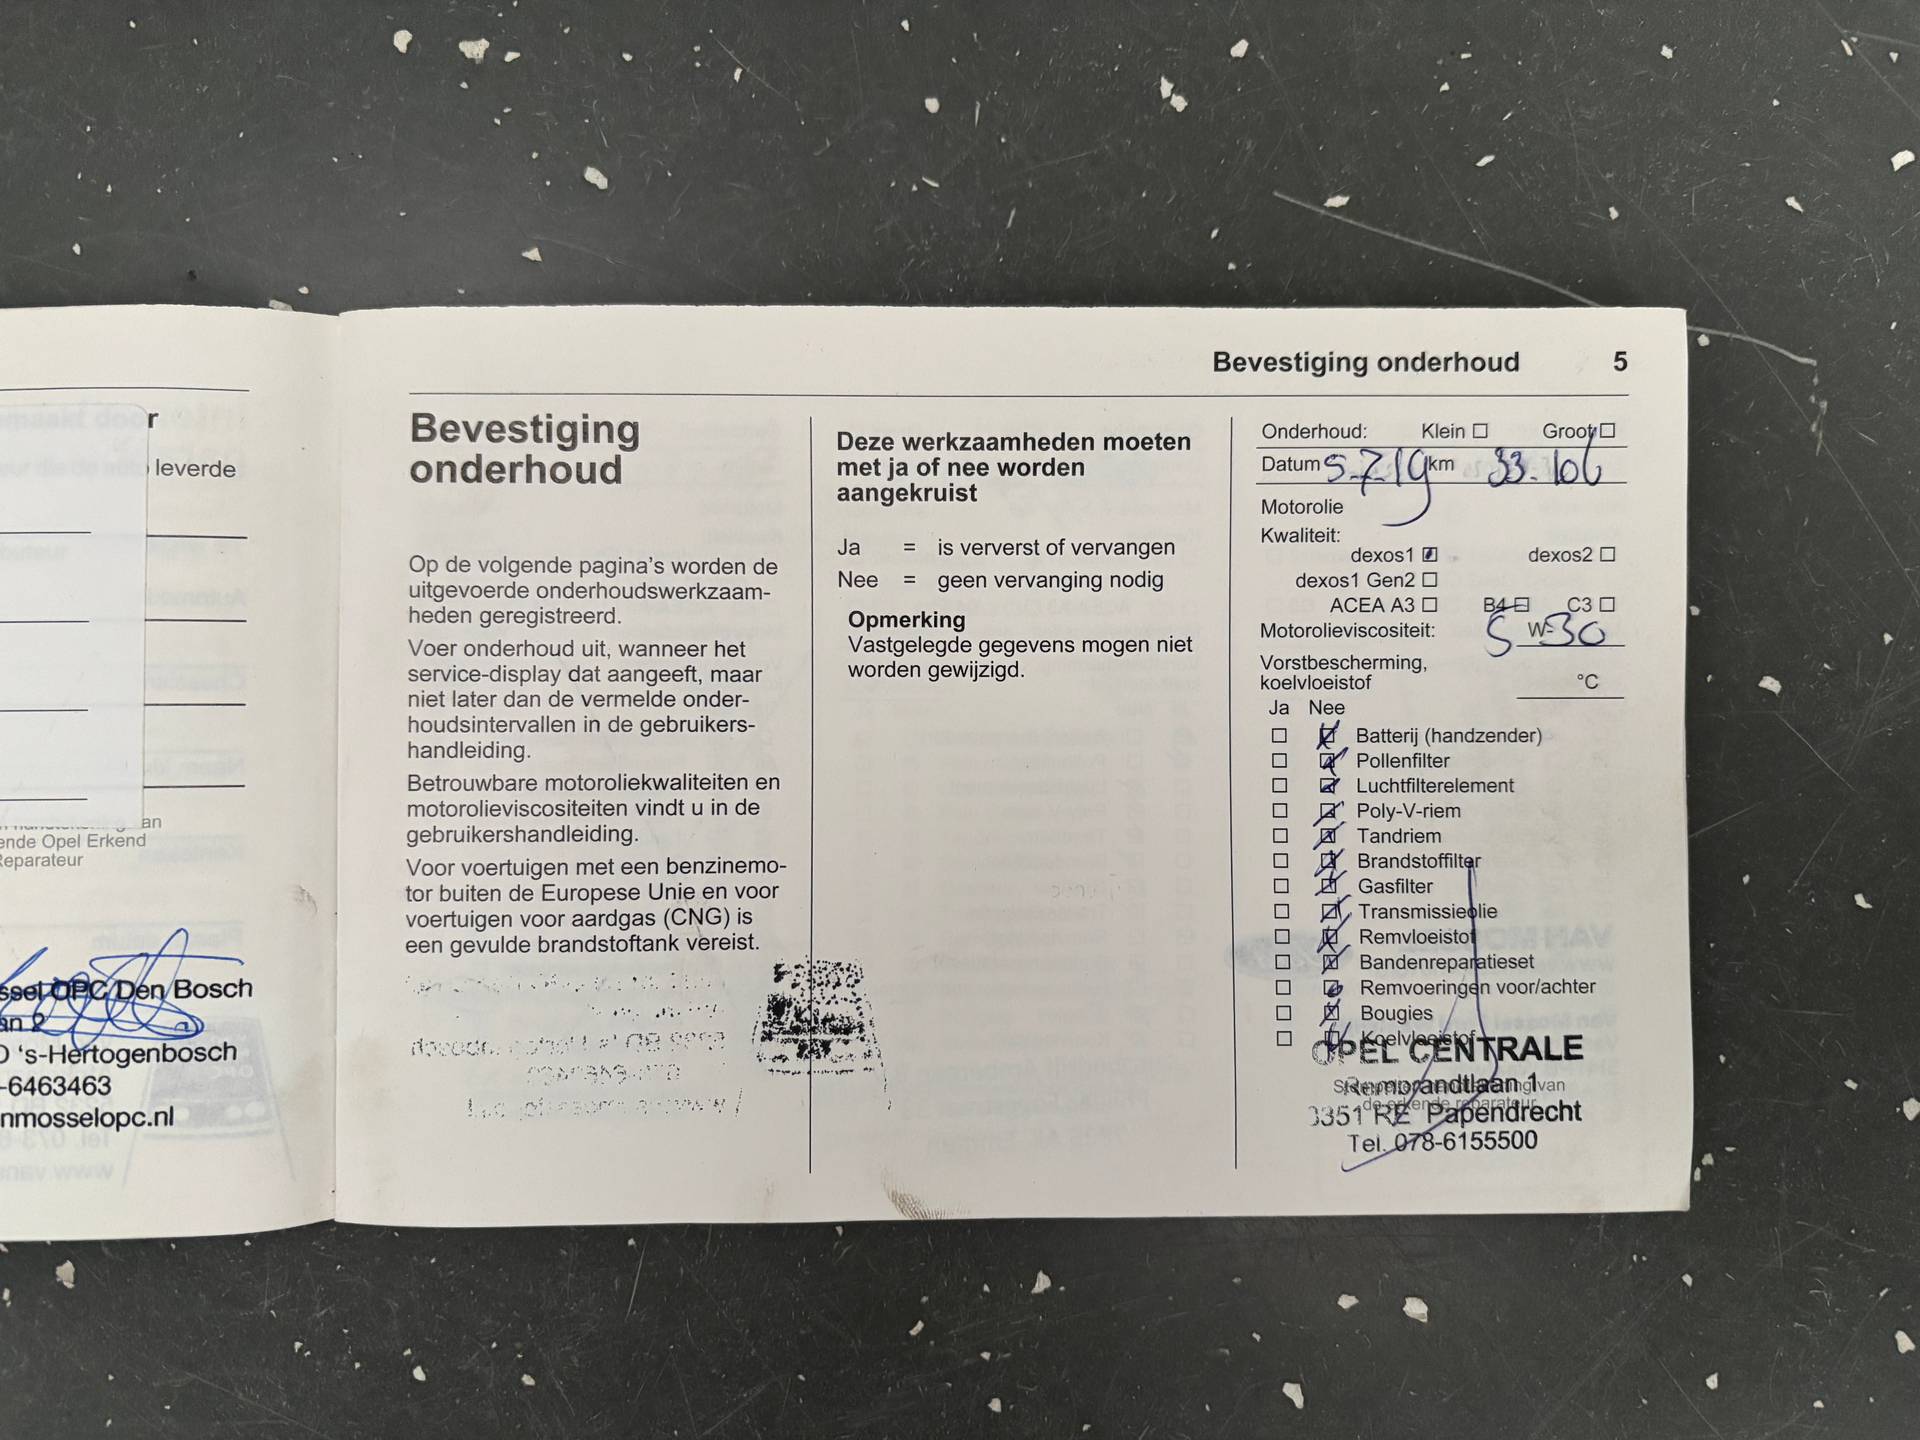 r
leverde
an
ende Opel Erkend
Reparateur
ssel OPC Den Bosch
an 2
's-Hertogenbosch
-6463463
nmosselopc.nl
Bevestiging onderhoud 5
Bevestiging
onderhoud
Op de volgende pagina's worden de
uitgevoerde onderhoudswerkzaam-
heden geregistreerd.
Voer onderhoud uit, wanneer het
service-display dat aangeeft, maar
niet later dan de vermelde onder-
houdsintervallen in de gebruikers-
handleiding.
Betrouwbare motoroliekwaliteiten en
motorolieviscositeiten vindt u in de
gebruikershandleiding.
Voor voertuigen met een benzinemo-
tor buiten de Europese Unie en voor
voertuigen voor aardgas (CNG) is
een gevulde brandstoftank vereist.
Deze werkzaamheden moeten
met ja of nee worden
aangekruist
Ja = is ververst of vervangen
Nee = geen vervanging nodig
Opmerking
Vastgelegde gegevens mogen niet
worden gewijzigd.
Onderhoud: Klein Groot
Datum 5-7-19 km 33.106
Motorolie
Kwaliteit:
dexos1 dexos2
dexos1 Gen2
ACEA A3 B4 C3
Motorolieviscositeit: 5 W-30
Vorstbescherming,
koelvloeistof °C
Ja Nee
Batterij (handzender)
Pollenfilter
Luchtfilterelement
Poly-V-riem
Tandriem
Brandstoffilter
Gasfilter
Transmissieolie
Remvloeistof
Bandenreparatieset
Remvoeringen voor/achter
Bougies
Koelvloeistof
OPEL CENTRALE
Rembrandtlaan 1
de erkende reparateur
3351 RE Papendrecht
Tel. 078-6155500